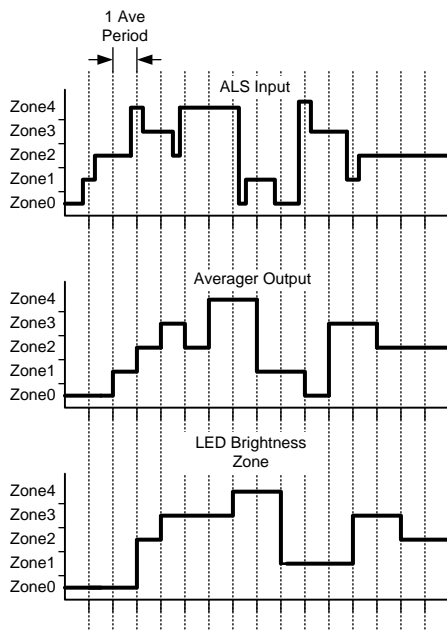 1 Ave
Period
ALS Input
Zone4
Zone3
Zone2
Zone1
Zone0
Averager Output
Zone4
Zone3
Zone2
Zone1
Zone0
LED Brightness
Zone
Zone4
Zone3
Zone2
Zone1
Zone0